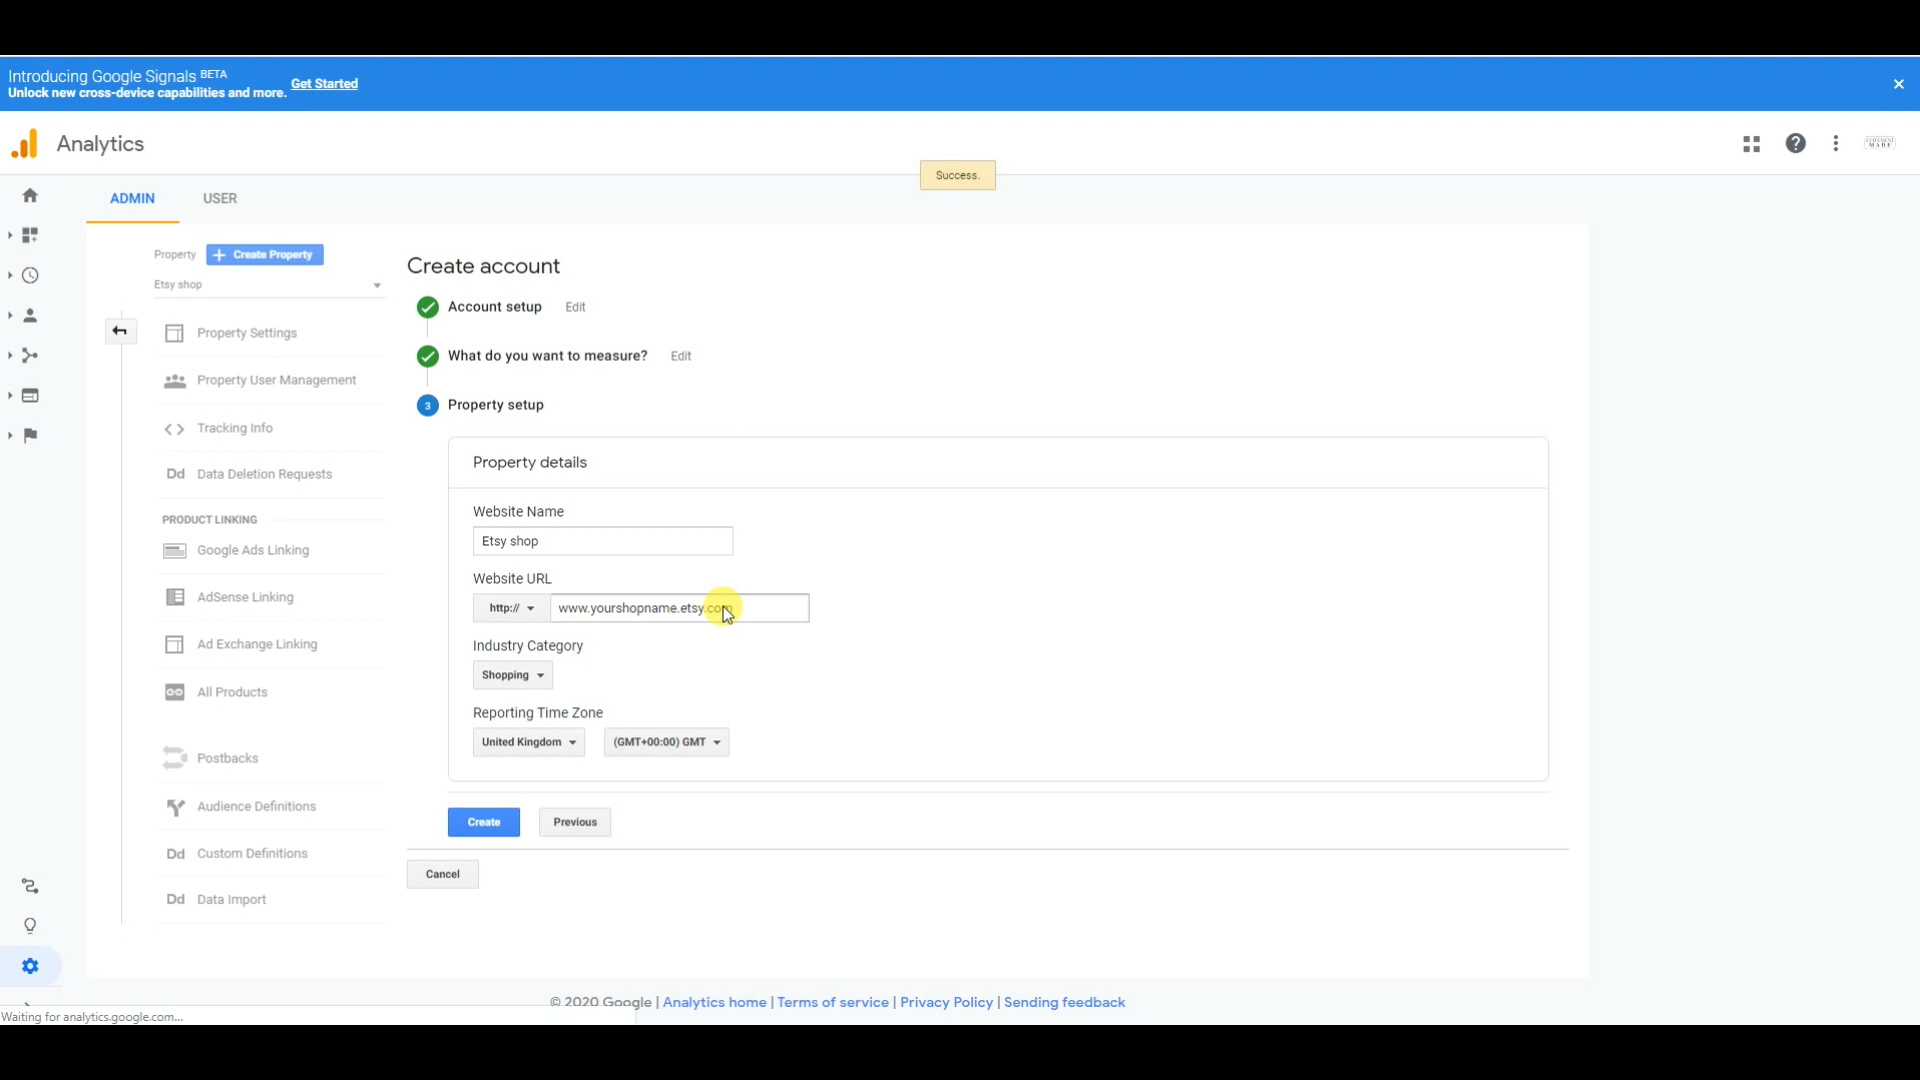 Introducing Google Signals BETA
Unlock new cross-device capabilities and more.
Get Started
Analytics
Success.
ADMIN
USER
Property
Create Property
Etsy shop
Property Settings
Property User Management
Tracking Info
Dd Data Deletion Requests
PRODUCT LINKING
Google Ads Linking
AdSense Linking
Ad Exchange Linking
All Products
Postbacks
Audience Definitions
Dd Custom Definitions
Dd Data Import
Create account
Account setup Edit
What do you want to measure? Edit
3 Property setup
Property details
Website Name
Etsy shop
Website URL
http:// www.yourshopname.etsy.com
Industry Category
Shopping
Reporting Time Zone
United Kingdom (GMT+00:00) GMT
Create Previous
Cancel
© 2020 Google | Analytics home | Terms of service | Privacy Policy | Sending feedback
Waiting for analytics.google.com...